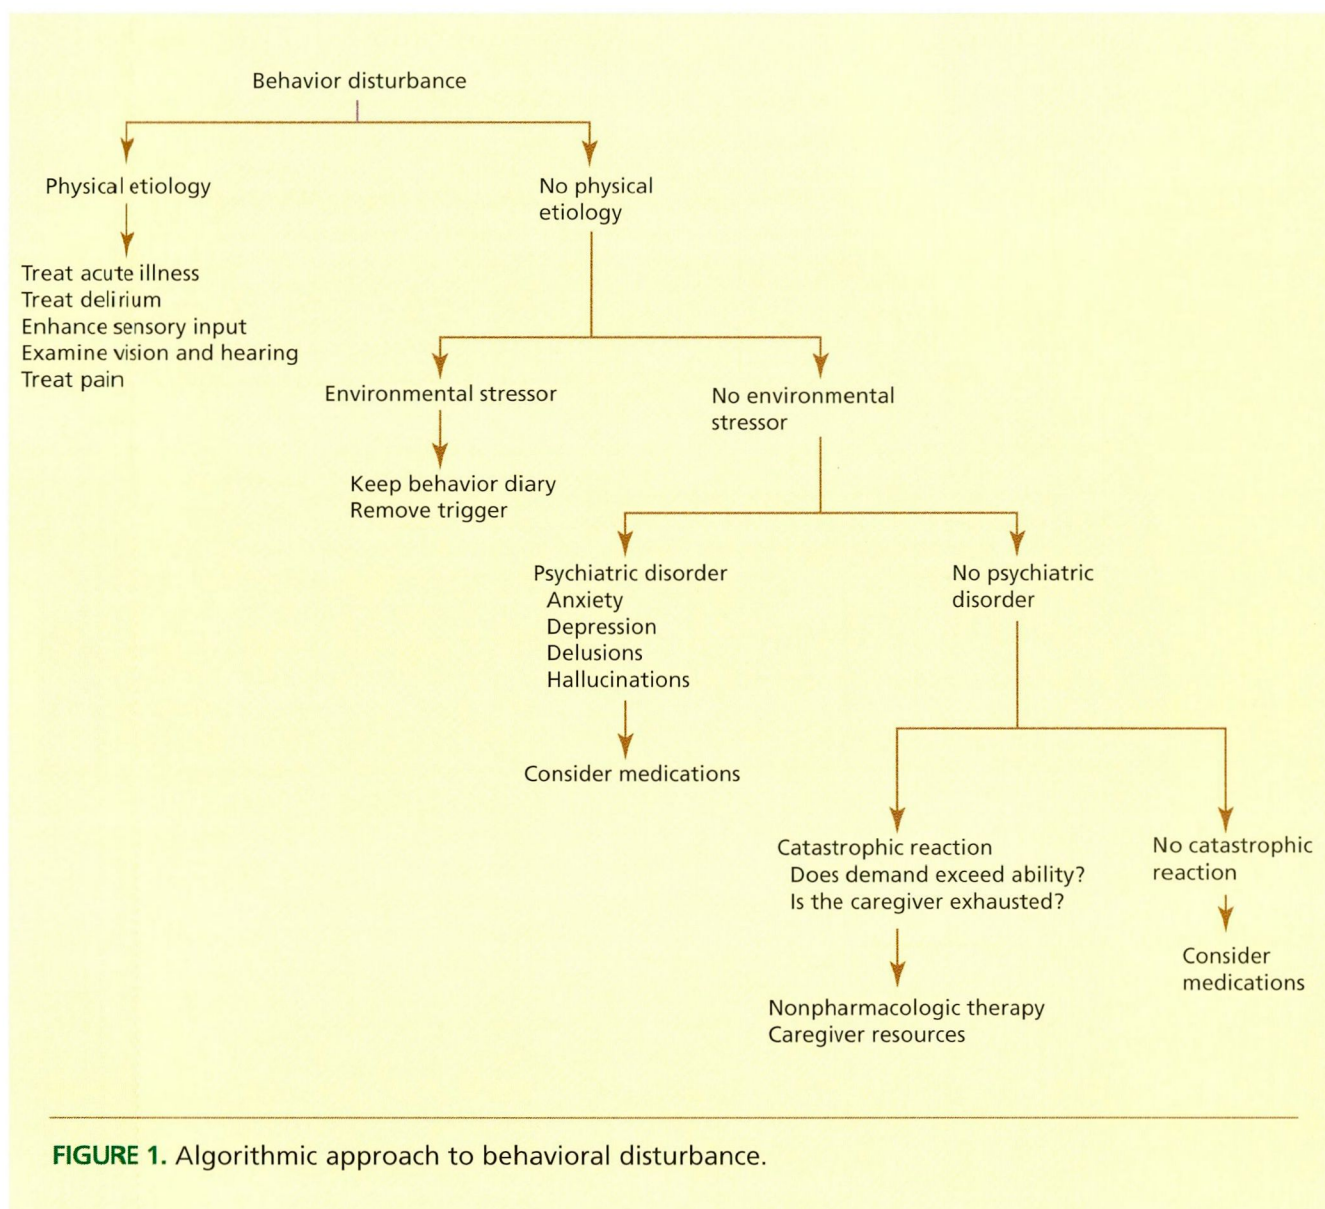 Behavior disturbance
Physical etiology
No physical
etiology
Treat acute illness
Treat delirium
Enhance sensory input
Examine vision and hearing
Treat pain
Environmental stressor
No environmental
stressor
Keep behavior diary
Remove trigger
Psychiatric disorder
Anxiety
Depression
Delusions
Hallucinations
No psychiatric
disorder
Consider medications
Catastrophic reaction
Does demand exceed ability?
Is the caregiver exhausted?
No catastrophic
reaction
Consider
medications
Nonpharmacologic therapy
Caregiver resources
FIGURE 1. Algorithmic approach to behavioral disturbance.